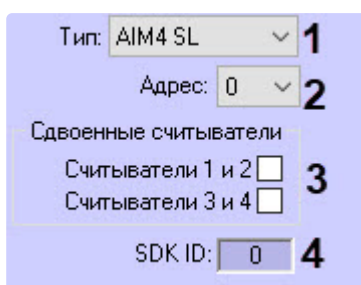 Тип: AIM4 SL 1
Адрес: 0 2
Сдвоенные считыватели
Считыватели 1 и 2 3
Считыватели 3 и 4
SDK ID: 0 4